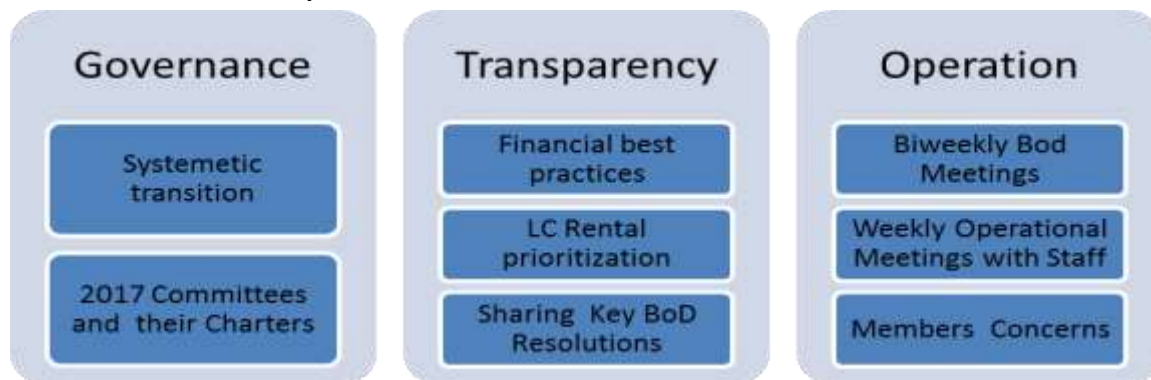 Governance
Systemetic
transition
2017 Committees
and their Charters
Transparency
Financial best
practices
LC Rental
prioritization
Sharing Key BoD
Resolutions
Operation
Biweekly Bod
Meetings
Weekly Operational
Meetings with Staff
Members Concerns